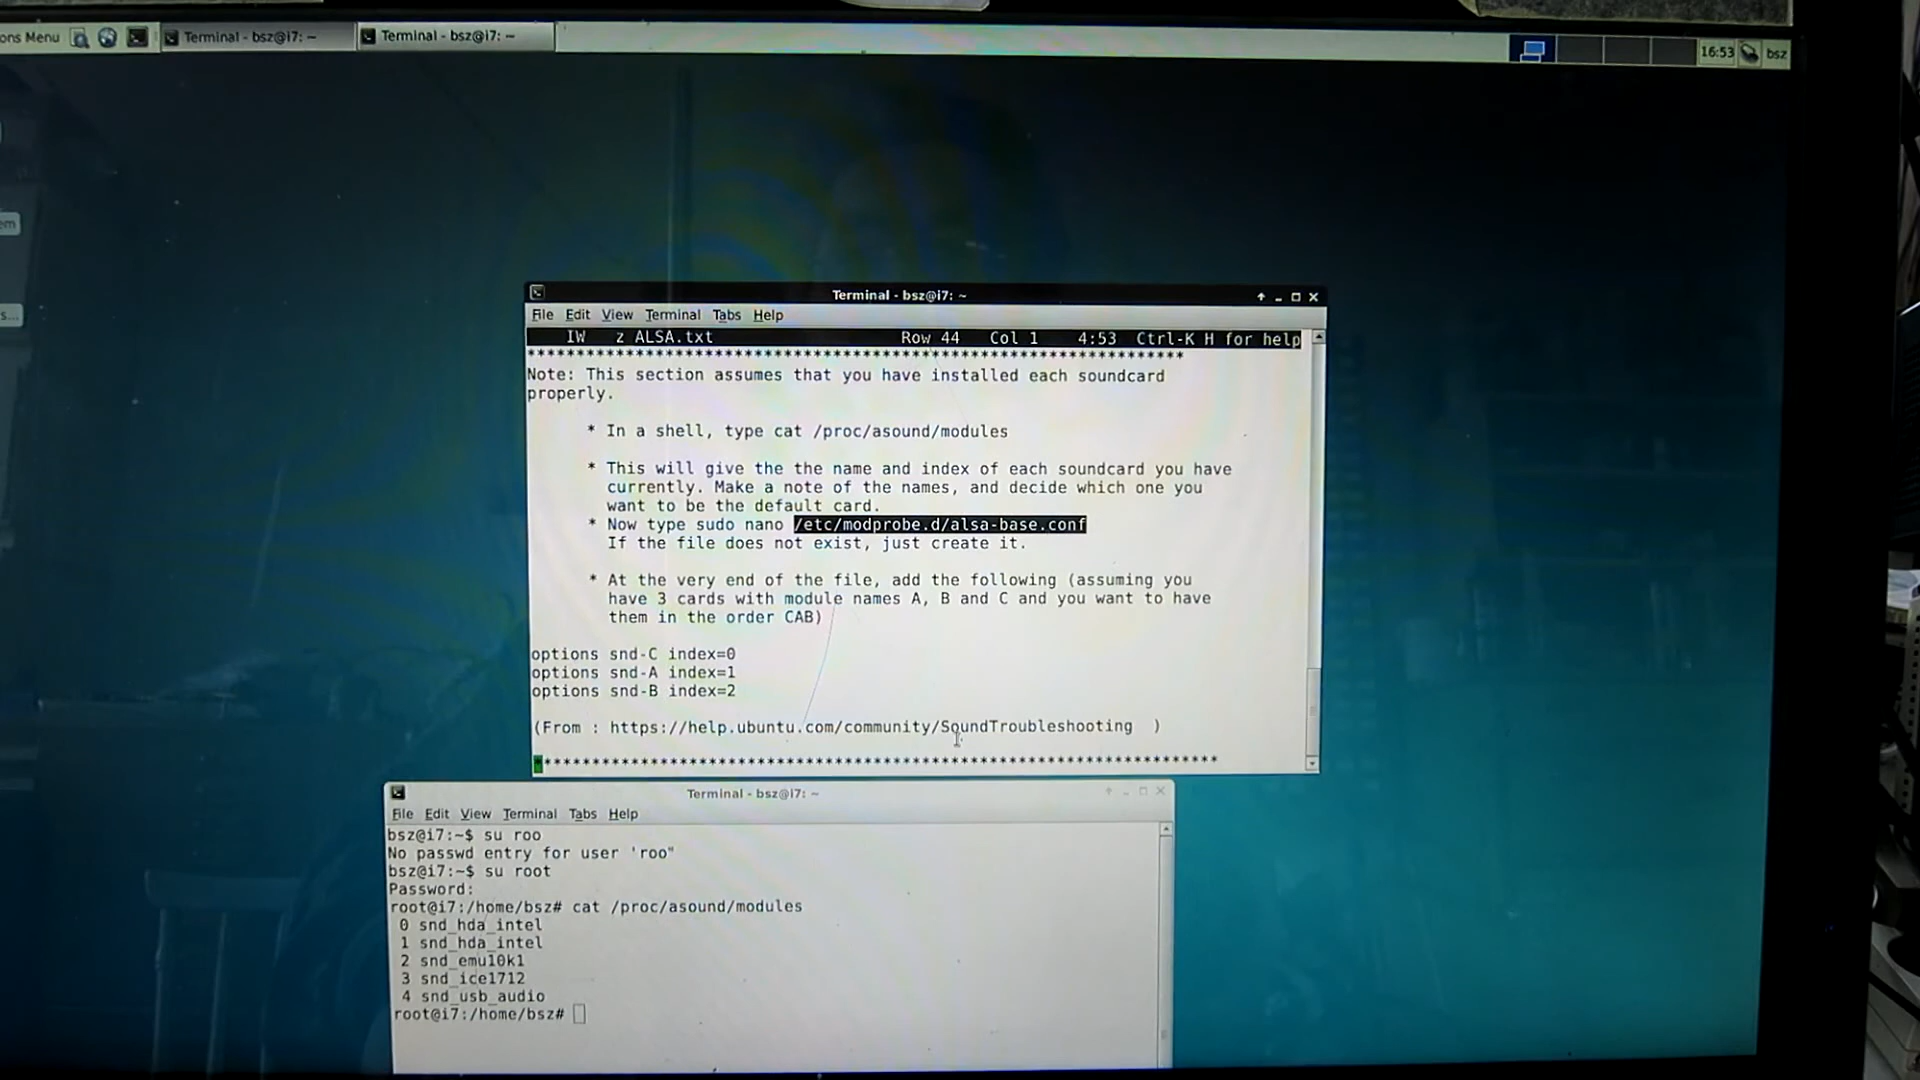 ons Menu
Terminal - bsz@i7: ~
Terminal - bsz@i7: ~
16:53
bsz
em
s...
Terminal - bsz@i7: ~
File Edit View Terminal Tabs Help
IW z ALSA.txt Row 44 Col 1 4:53 Ctrl-K H for help
*******************************************************************
Note: This section assumes that you have installed each soundcard
properly.
* In a shell, type cat /proc/asound/modules
* This will give the the name and index of each soundcard you have
currently. Make a note of the names, and decide which one you
want to be the default card.
* Now type sudo nano /etc/modprobe.d/alsa-base.conf
If the file does not exist, just create it.
* At the very end of the file, add the following (assuming you
have 3 cards with module names A, B and C and you want to have
them in the order CAB)
options snd-C index=0
options snd-A index=1
options snd-B index=2
(From : https://help.ubuntu.com/community/SoundTroubleshooting )
**********************************************************************
Terminal - bsz@i7: ~
File Edit View Terminal Tabs Help
bsz@i7:~$ su roo
No passwd entry for user 'roo"
bsz@i7:~$ su root
Password:
root@i7:/home/bsz# cat /proc/asound/modules
0 snd_hda_intel
1 snd_hda_intel
2 snd_emu10k1
3 snd_ice1712
4 snd_usb_audio
root@i7:/home/bsz#